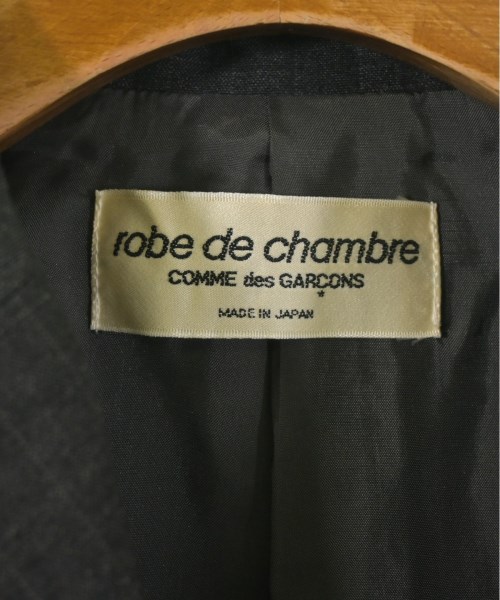 robe de chambre
COMME des GARÇONS
MADE IN JAPAN